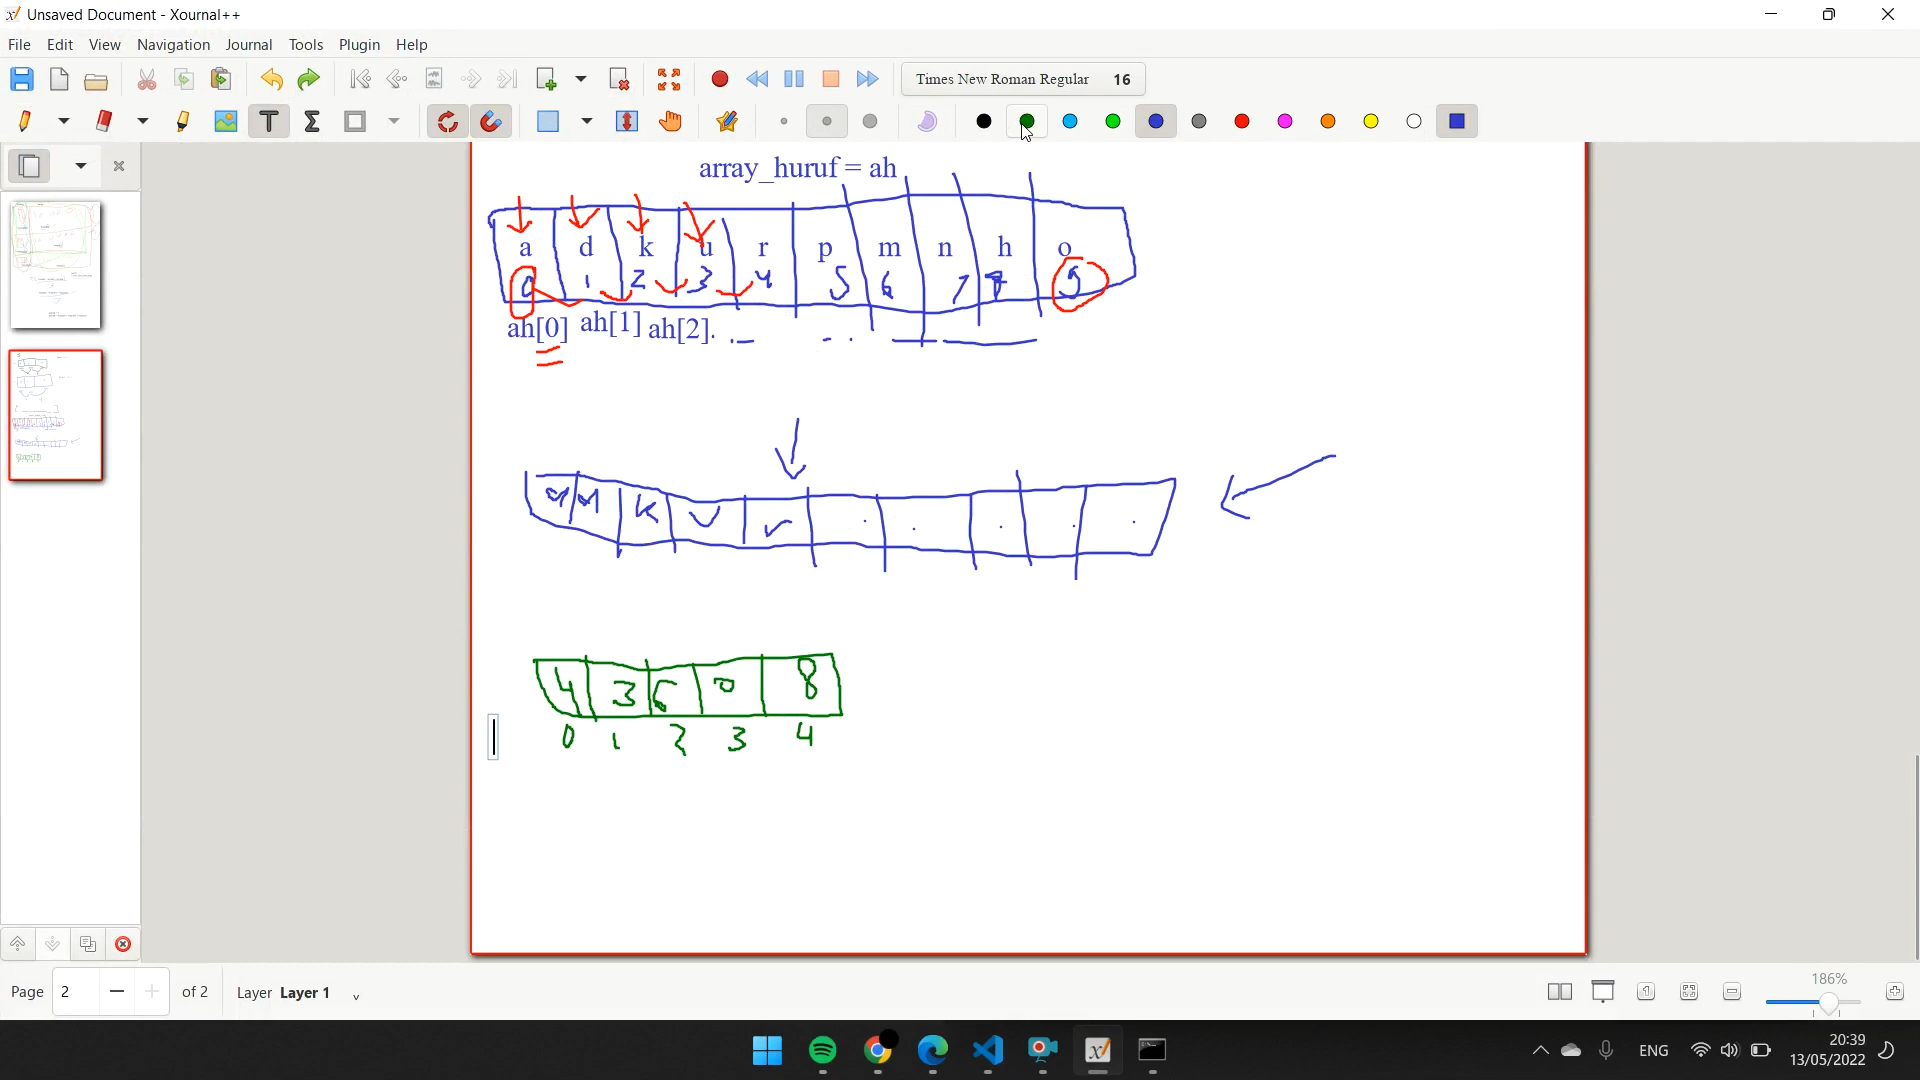 Unsaved Document - Xournal++
File Edit View Navigation Journal Tools Plugin Help
Times New Roman Regular 16
T Σ
array_huruf = ah
a d k u r p m n h o
0 1 2 3 4 5 6 7 8 9
ah[0] ah[1] ah[2].
k
4 3 6 0 8
0 1 2 3 4
Page 2 of 2 Layer Layer 1
186%
20:39
ENG
13/05/2022